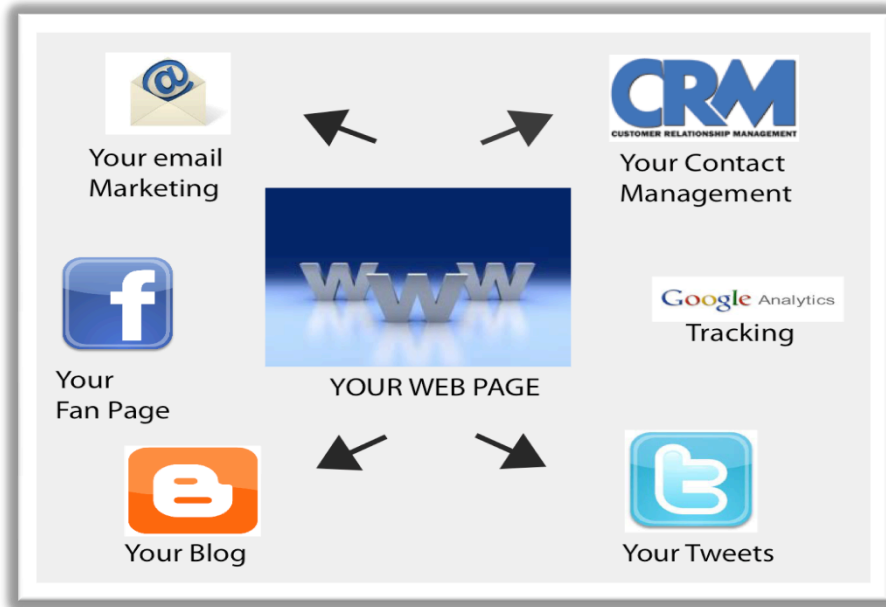 @
CRM
CUSTOMER RELATIONSHIP MANAGEMENT
Your email
Marketing
Your Contact
Management
WWW
f
Google Analytics
Tracking
Your
Fan Page
YOUR WEB PAGE
B
t
Your Blog
Your Tweets